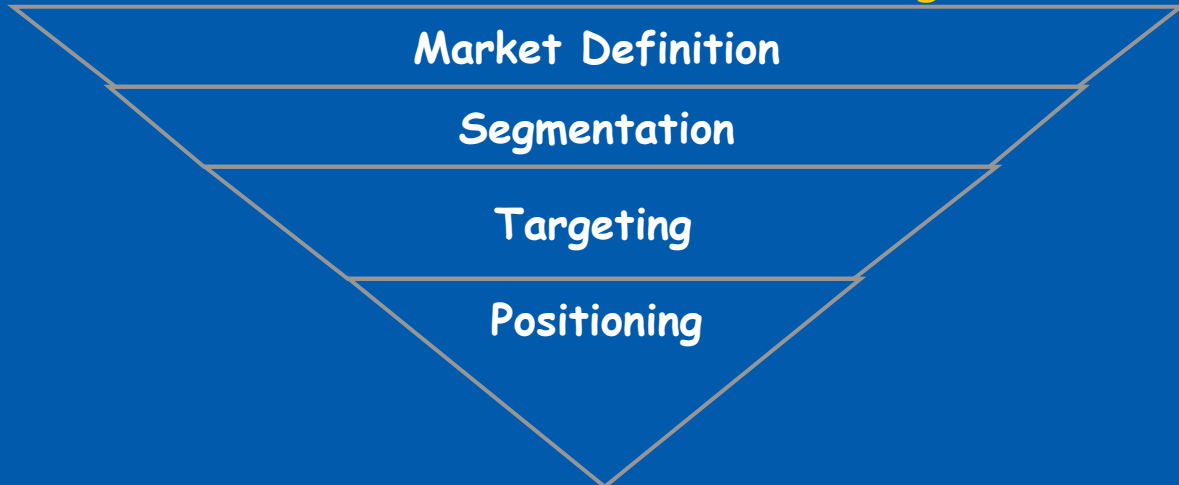 Market Definition
Segmentation
Targeting
Positioning